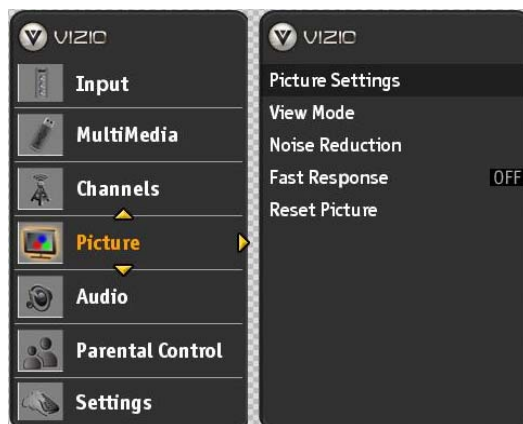 VIZIO
Input
MultiMedia
Channels
Picture
Audio
Parental Control
Settings
VIZIO
Picture Settings
View Mode
Noise Reduction
Fast Response OFF
Reset Picture